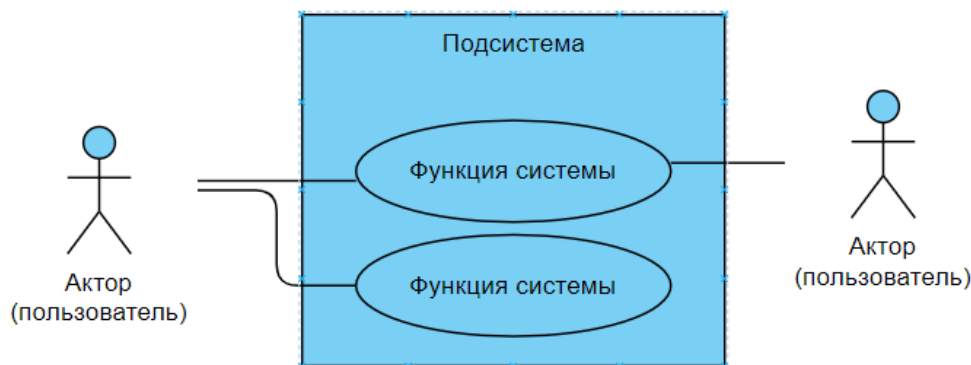 Подсистема
Функция системы
Функция системы
Актор
(пользователь)
Актор
(пользователь)